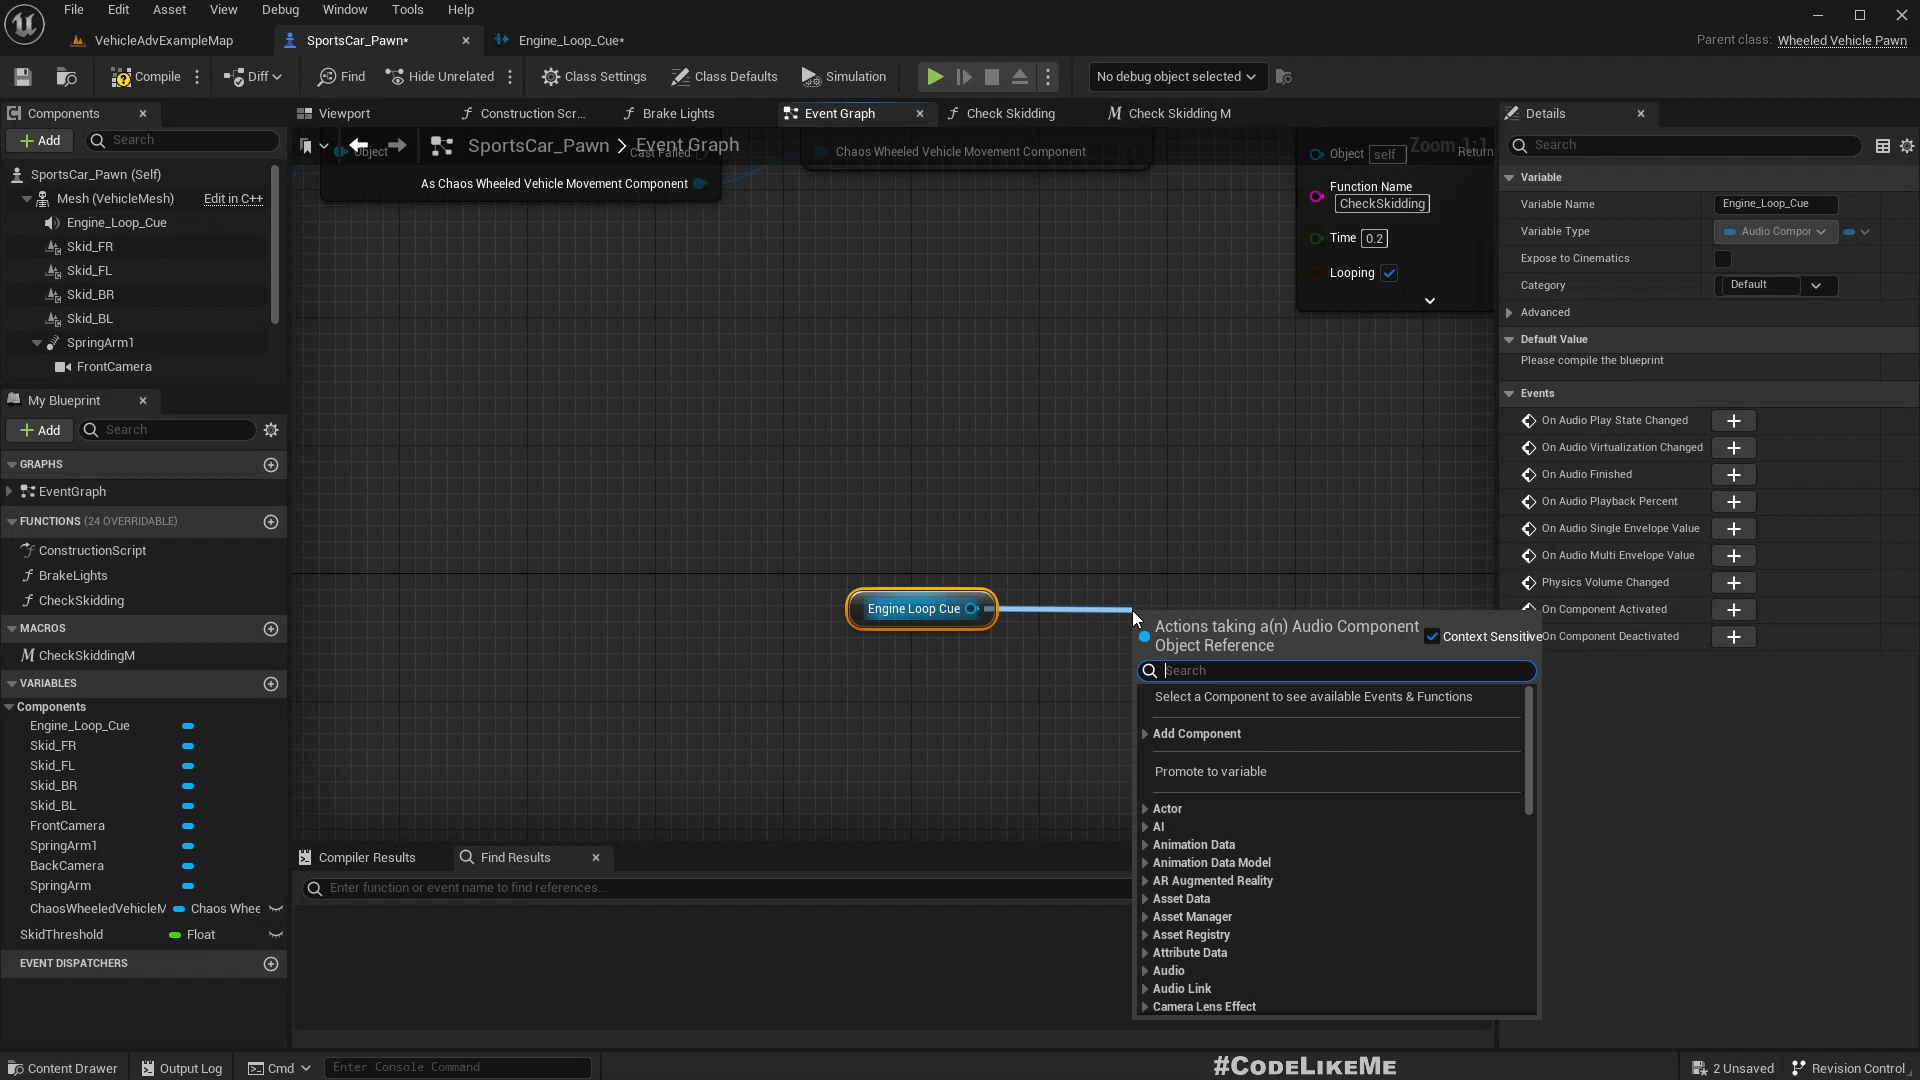 File Edit Asset View Debug Window Tools Help
VehicleAdvExampleMap SportsCar_Pawn* Engine_Loop_Cue* Parent class: Wheeled Vehicle Pawn
Compile Diff Find Hide Unrelated Class Settings Class Defaults Simulation No debug object selected
Components Viewport Construction Scr... Brake Lights Event Graph Check Skidding Check Skidding M Details
Add Search SportsCar_Pawn > Event Graph Zoom 1:1 Search
Object Cast Failed Chaos Wheeled Vehicle Movement Component Object self Return
As Chaos Wheeled Vehicle Movement Component
Function Name
CheckSkidding
Time 0.2
Looping
SportsCar_Pawn (Self)
Mesh (VehicleMesh) Edit in C++
Engine_Loop_Cue
Skid_FR
Skid_FL
Skid_BR
Skid_BL
SpringArm1
FrontCamera
Variable
Variable Name Engine_Loop_Cue
Variable Type Audio Compor
Expose to Cinematics
Category Default
Advanced
Default Value
Please compile the blueprint
Events
On Audio Play State Changed
On Audio Virtualization Changed
On Audio Finished
On Audio Playback Percent
On Audio Single Envelope Value
On Audio Multi Envelope Value
Physics Volume Changed
On Component Activated
On Component Deactivated
My Blueprint
Add Search
GRAPHS
EventGraph
FUNCTIONS (24 OVERRIDABLE)
ConstructionScript
BrakeLights
CheckSkidding
MACROS
CheckSkiddingM
VARIABLES
Components
Engine_Loop_Cue
Skid_FR
Skid_FL
Skid_BR
Skid_BL
FrontCamera
SpringArm1
BackCamera
SpringArm
ChaosWheeledVehicleM Chaos Whee
SkidThreshold Float
EVENT DISPATCHERS
Engine Loop Cue
Actions taking a(n) Audio Component
Object Reference
Context Sensitive
Search
Select a Component to see available Events & Functions
Add Component
Promote to variable
Actor
AI
Animation Data
Animation Data Model
AR Augmented Reality
Asset Data
Asset Manager
Asset Registry
Attribute Data
Audio
Audio Link
Camera Lens Effect
Compiler Results Find Results
Enter function or event name to find references...
Content Drawer Output Log Cmd Enter Console Command #CODELIKEME 2 Unsaved Revision Control